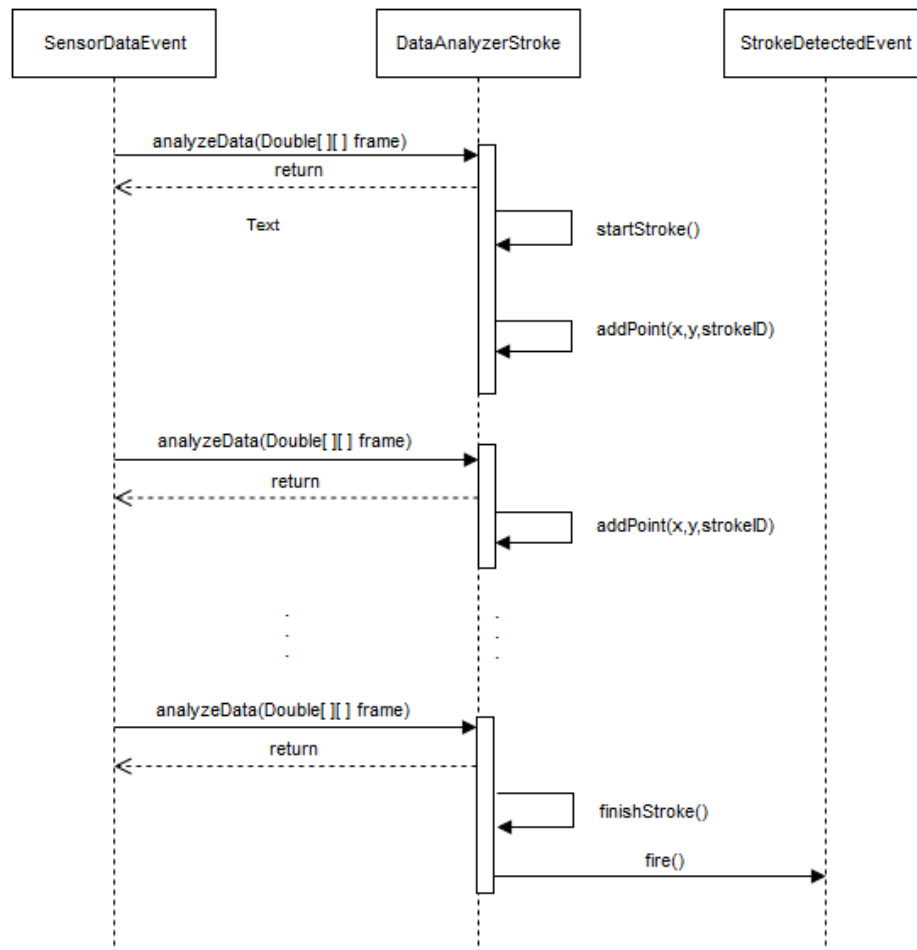 SensorDataEvent
DataAnalyzerStroke
StrokeDetectedEvent
analyzeData(Double[ ][ ] frame)
return
Text
startStroke()
addPoint(x,y,strokeID)
analyzeData(Double[ ][ ] frame)
return
addPoint(x,y,strokeID)
analyzeData(Double[ ][ ] frame)
return
finishStroke()
fire()